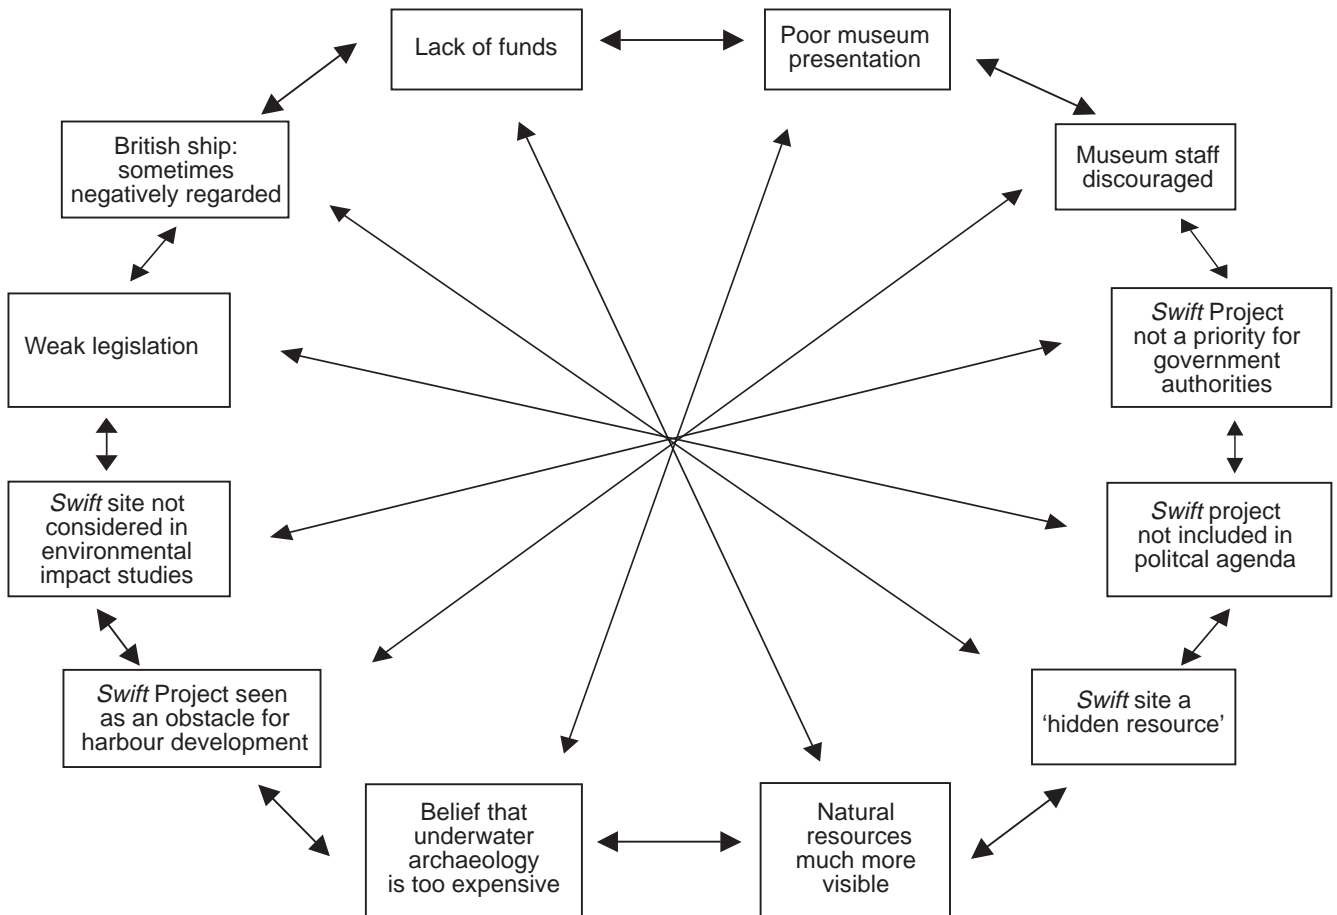 Lack of funds
Poor museum
presentation
British ship:
sometimes
negatively regarded
Museum staff
discouraged
Weak legislation
Swift Project
not a priority for
government
authorities
Swift site not
considered in
environmental
impact studies
Swift project
not included in
politcal agenda
Swift Project seen
as an obstacle for
harbour development
Swift site a
‘hidden resource’
Belief that
underwater
archaeology
is too expensive
Natural
resources
much more
visible